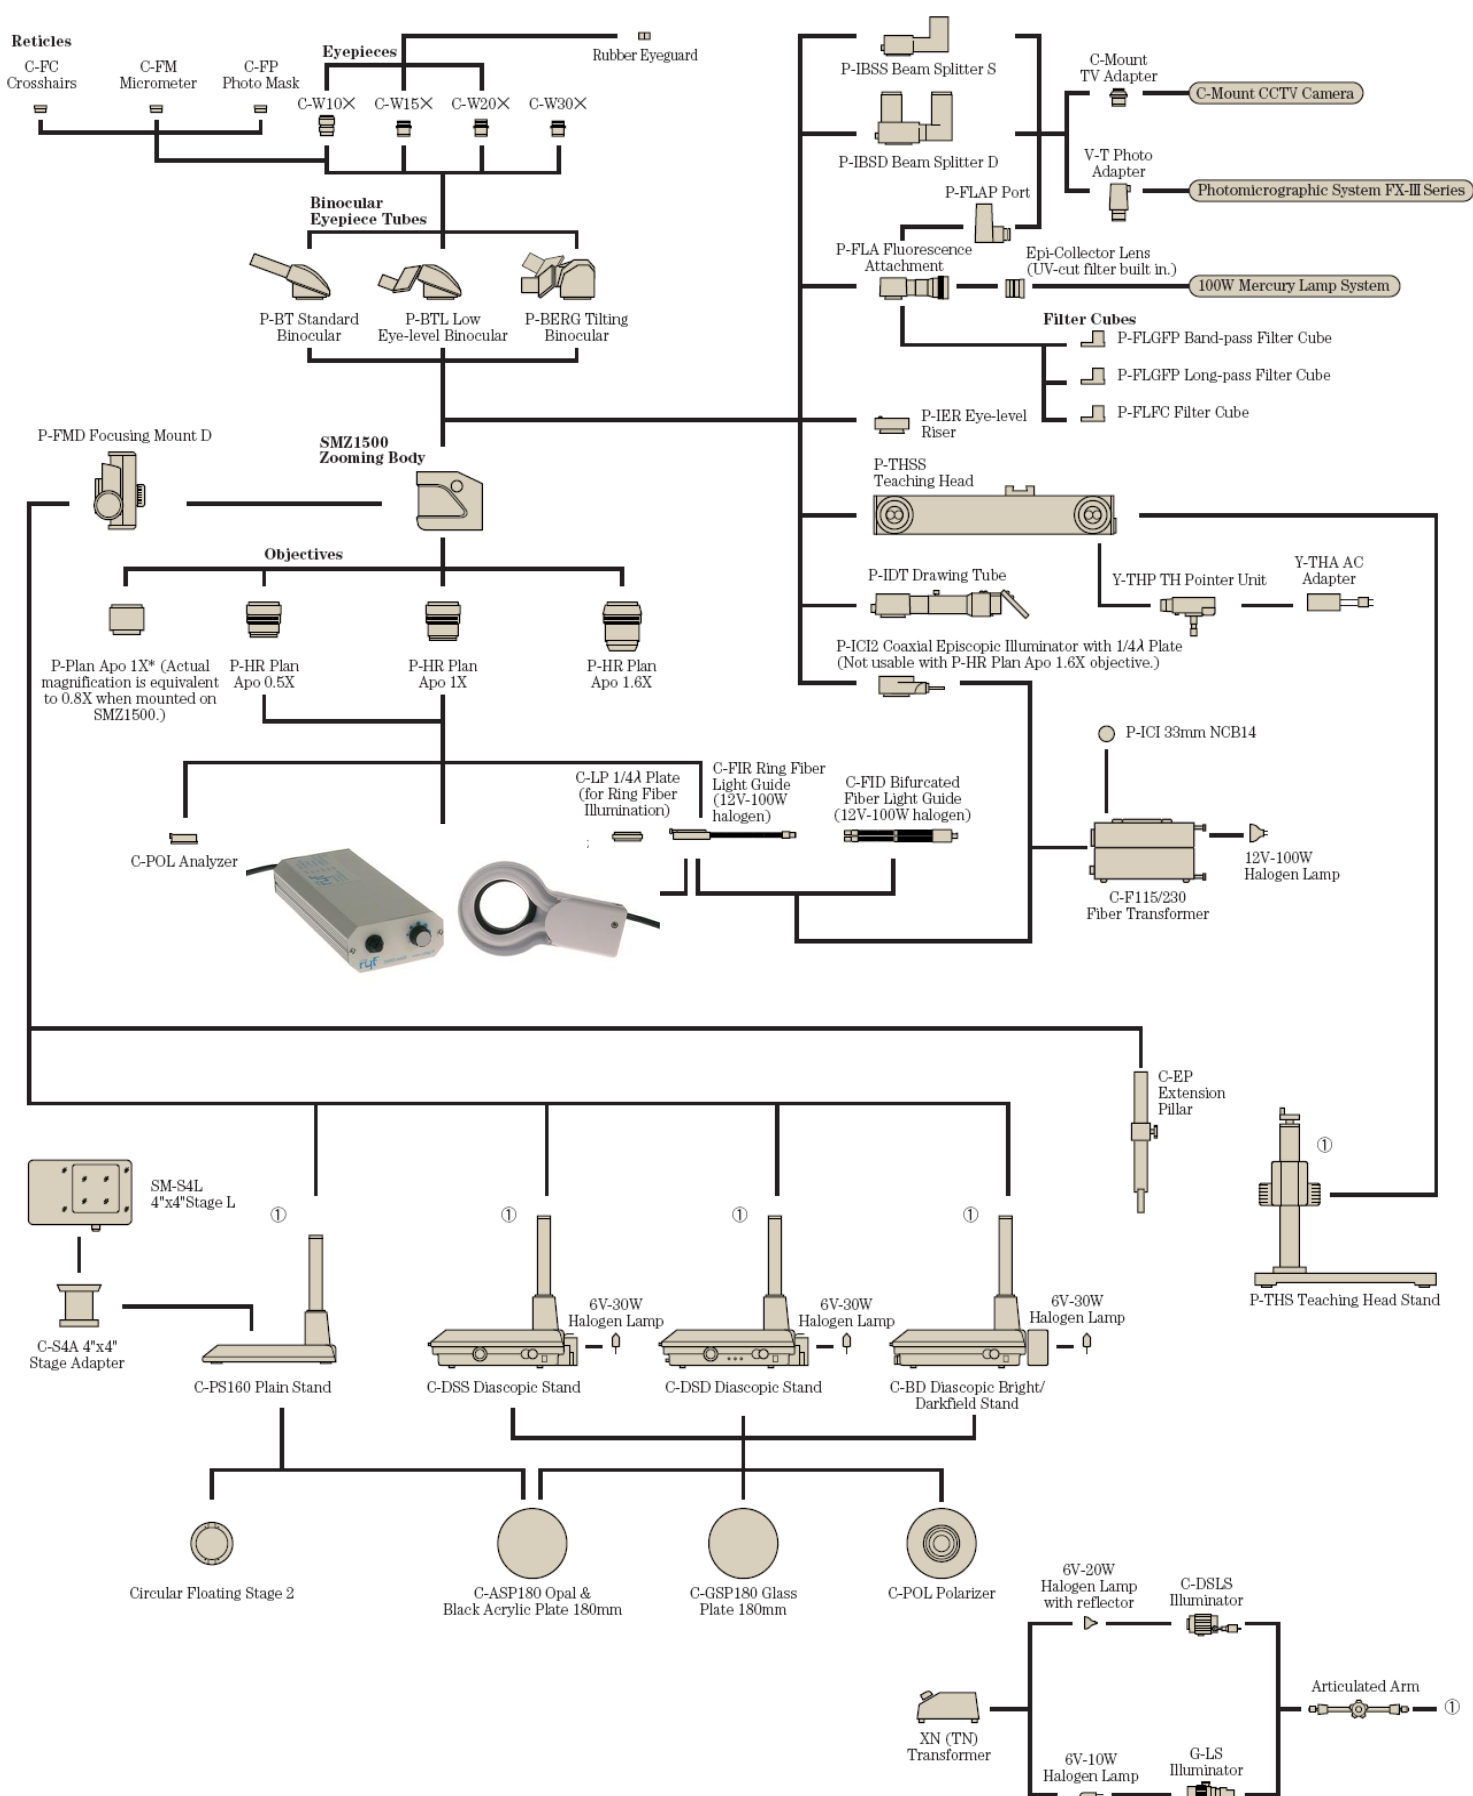 Reticles
C-FC
Crosshairs
C-FM
Micrometer
C-FP
Photo Mask
Eyepieces
Rubber Eyeguard
C-W10X
C-W15X
C-W20X
C-W30X
Binocular
Eyepiece Tubes
P-BT Standard
Binocular
P-BTL Low
Eye-level Binocular
P-BERG Tilting
Binocular
P-IBSS Beam Splitter S
P-IBSD Beam Splitter D
C-Mount
TV Adapter
C-Mount CCTV Camera
V-T Photo
Adapter
Photomicrographic System FX-III Series
P-FLAP Port
P-FLA Fluorescence
Attachment
Epi-Collector Lens
(UV-cut filter built in.)
100W Mercury Lamp System
Filter Cubes
P-FLGFP Band-pass Filter Cube
P-FLGFP Long-pass Filter Cube
P-FLFC Filter Cube
P-IER Eye-level
Riser
P-FMD Focusing Mount D
SMZ1500
Zooming Body
P-THSS
Teaching Head
Objectives
P-IDT Drawing Tube
Y-THP TH Pointer Unit
Y-THA AC
Adapter
P-Plan Apo 1X* (Actual
magnification is equivalent
to 0.8X when mounted on
SMZ1500.)
P-HR Plan
Apo 0.5X
P-HR Plan
Apo 1X
P-HR Plan
Apo 1.6X
P-ICI2 Coaxial Episcopic Illuminator with 1/4λ Plate
(Not usable with P-HR Plan Apo 1.6X objective.)
P-ICI 33mm NCB14
C-LP 1/4λ Plate
(for Ring Fiber
Illumination)
C-FIR Ring Fiber
Light Guide
(12V-100W
halogen)
C-FID Bifurcated
Fiber Light Guide
(12V-100W halogen)
C-POL Analyzer
12V-100W
Halogen Lamp
C-F115/230
Fiber Transformer
ryf
C-EP
Extension
Pillar
①
SM-S4L
4"x4"Stage L
①
①
①
①
C-S4A 4"x4"
Stage Adapter
6V-30W
Halogen Lamp
6V-30W
Halogen Lamp
6V-30W
Halogen Lamp
P-THS Teaching Head Stand
C-PS160 Plain Stand
C-DSS Diascopic Stand
C-DSD Diascopic Stand
C-BD Diascopic Bright/
Darkfield Stand
Circular Floating Stage 2
C-ASP180 Opal &
Black Acrylic Plate 180mm
C-GSP180 Glass
Plate 180mm
C-POL Polarizer
6V-20W
Halogen Lamp
with reflector
C-DSLS
Illuminator
Articulated Arm
①
XN (TN)
Transformer
6V-10W
Halogen Lamp
G-LS
Illuminator